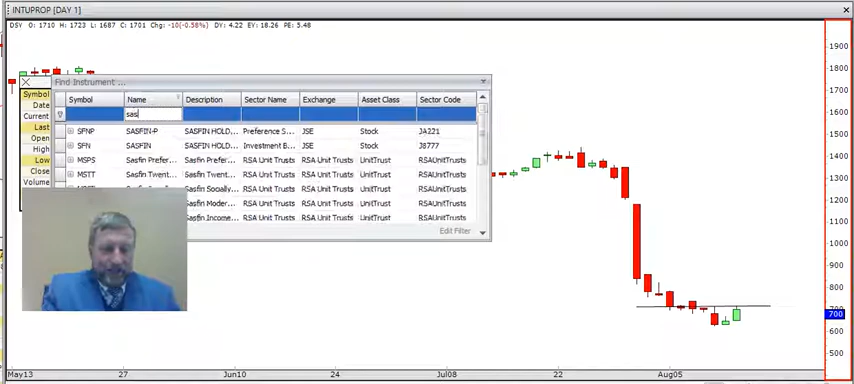 INTUPROP [DAY 1]
DSY O: 1710 H: 1723 L: 1687 C: 1701 Chg: -10(-0.58%) DY: 4.22 EY: 18.26 PE: 5.48
Find Instrument ...
Symbol Name Description Sector Name Exchange Asset Class Sector Code
sas
SFNP SASFIN-P SASFIN HOLD... Preference S... JSE Stock JA221
SFN SASFIN SASFIN HOLD... Investment B... JSE Stock J8777
MSPS Sasfin Prefer... Sasfin Prefer... RSA Unit Trusts RSA Unit Trusts UnitTrust RSAUnitTrusts
MSTT Sasfin Twent... Sasfin Twent... RSA Unit Trusts RSA Unit Trusts UnitTrust RSAUnitTrusts
Sasfin Socially... RSA Unit Trusts RSA Unit Trusts UnitTrust RSAUnitTrusts
Sasfin Moder... RSA Unit Trusts RSA Unit Trusts UnitTrust RSAUnitTrusts
Sasfin Income... RSA Unit Trusts RSA Unit Trusts UnitTrust RSAUnitTrusts
Edit Filter
Symbol
Date
Current
Last
Open
High
Low
Close
Volume
1900
1800
1700
1600
1500
1400
1300
1200
1100
1000
900
800
700
600
500
May13 27 Jun10 24 Jul08 22 Aug05